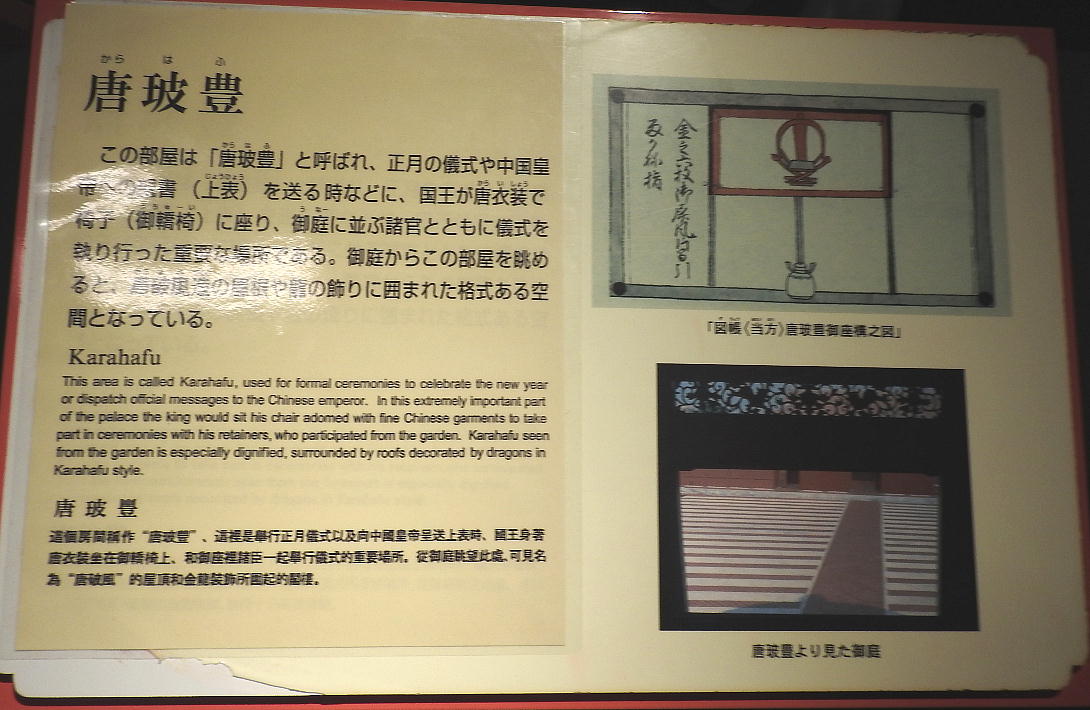 から は ふ
唐玻豊
この部屋は「唐玻豊」と呼ばれ、正月の儀式や中国皇
帝への 書（上表）を送る時などに、国王が唐衣装で
椅子（御轎椅）に座り、御庭に並ぶ諸官とともに儀式を
執り行った重要な場所である。御庭からこの部屋を眺め
ると、唐破風造の屋根や龍の飾りに囲まれた格式ある空
間となっている。
Karahafu
This area is called Karahafu, used for formal ceremonies to celebrate the new year
or dispatch official messages to the Chinese emperor. In this extremely important part
of the palace the king would sit his chair adorned with fine Chinese garments to take
part in ceremonies with his retainers, who participated from the garden. Karahafu seen
from the garden is especially dignified, surrounded by roofs decorated by dragons in
Karahafu style.
唐玻豐
這個房間稱作“唐玻豐”、這裡是舉行正月儀式以及向中國皇帝呈送上表時、國王身著
唐衣裝坐在御轎椅上、和御座裡諸臣一起舉行儀式的重要場所。從御庭眺望此處、可見名
為“唐破風”的屋頂和金龍裝飾所圍起的閣樓。
金之六枚御屏風
「図帳《当方》唐玻豊御座構之図」
唐玻豊より見た御庭